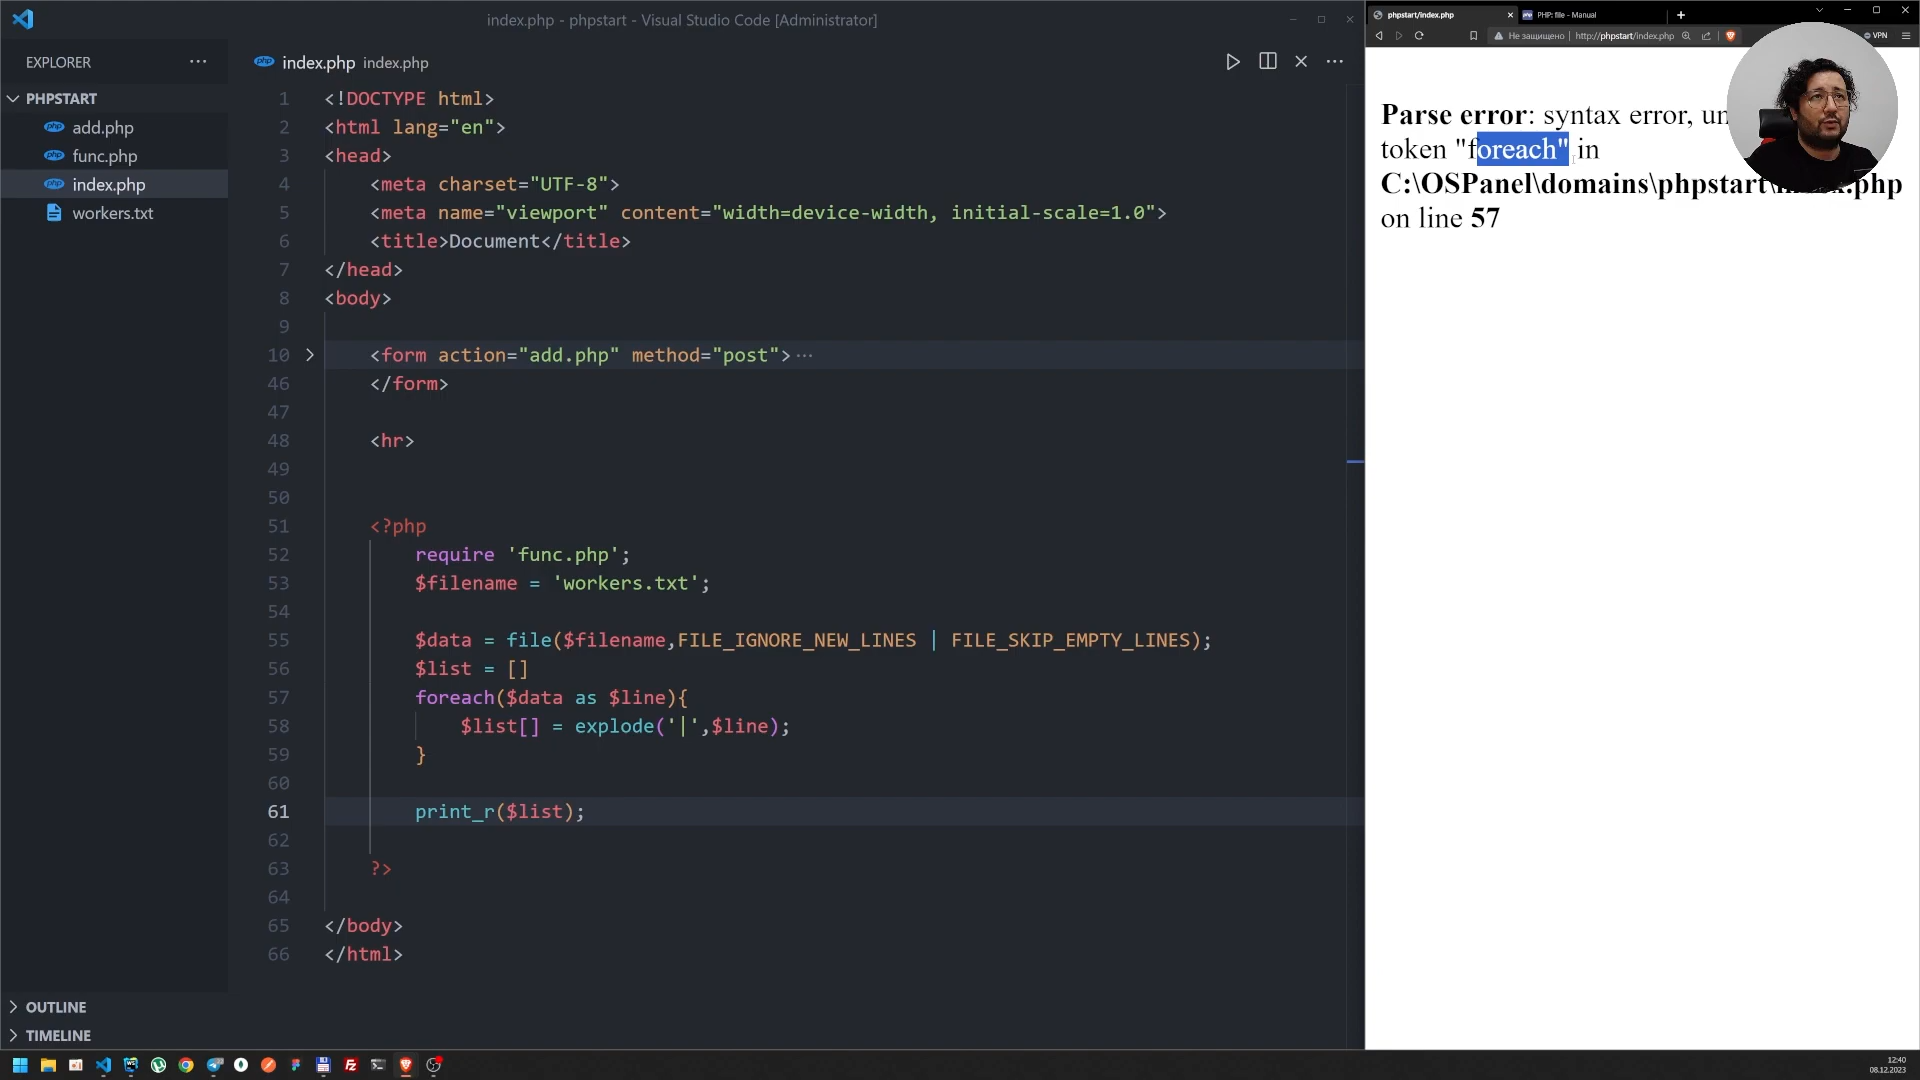 index.php - phpstart - Visual Studio Code [Administrator]
EXPLORER
PHPSTART
add.php
func.php
index.php
workers.txt
OUTLINE
TIMELINE
index.php index.php
1 <!DOCTYPE html>
2 <html lang="en">
3 <head>
4 <meta charset="UTF-8">
5 <meta name="viewport" content="width=device-width, initial-scale=1.0">
6 <title>Document</title>
7 </head>
8 <body>
9
10 <form action="add.php" method="post"> ...
46 </form>
47
48 <hr>
49
50
51 <?php
52 require 'func.php';
53 $filename = 'workers.txt';
54
55 $data = file($filename,FILE_IGNORE_NEW_LINES | FILE_SKIP_EMPTY_LINES);
56 $list = []
57 foreach($data as $line){
58 $list[] = explode('|',$line);
59 }
60
61 print_r($list);
62
63 ?>
64
65 </body>
66 </html>
phpstart/index.php
PHP: file - Manual
Не защищено
http://phpstart/index.php
VPN
Parse error: syntax error, un
token "foreach" in
C:\OSPanel\domains\phpstart\index.php
on line 57
12:40
08.12.2023